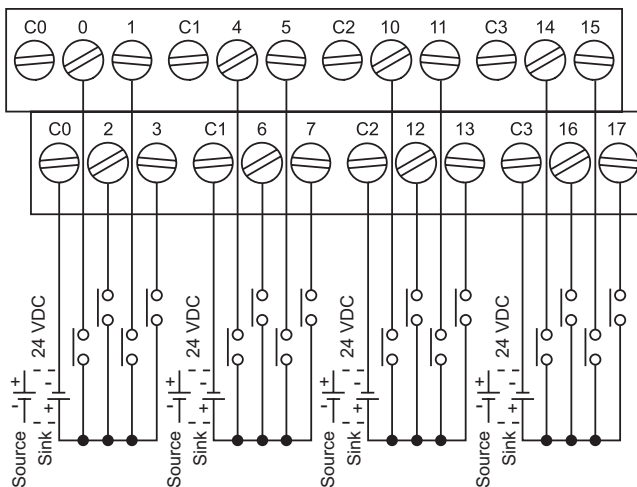 C0 0 1 C1 4 5 C2 10 11 C3 14 15
C0 2 3 C1 6 7 C2 12 13 C3 16 17
24 VDC 24 VDC 24 VDC 24 VDC
+ - + - + - + -
- + - + - + - +
Source Sink Source Sink Source Sink Source Sink